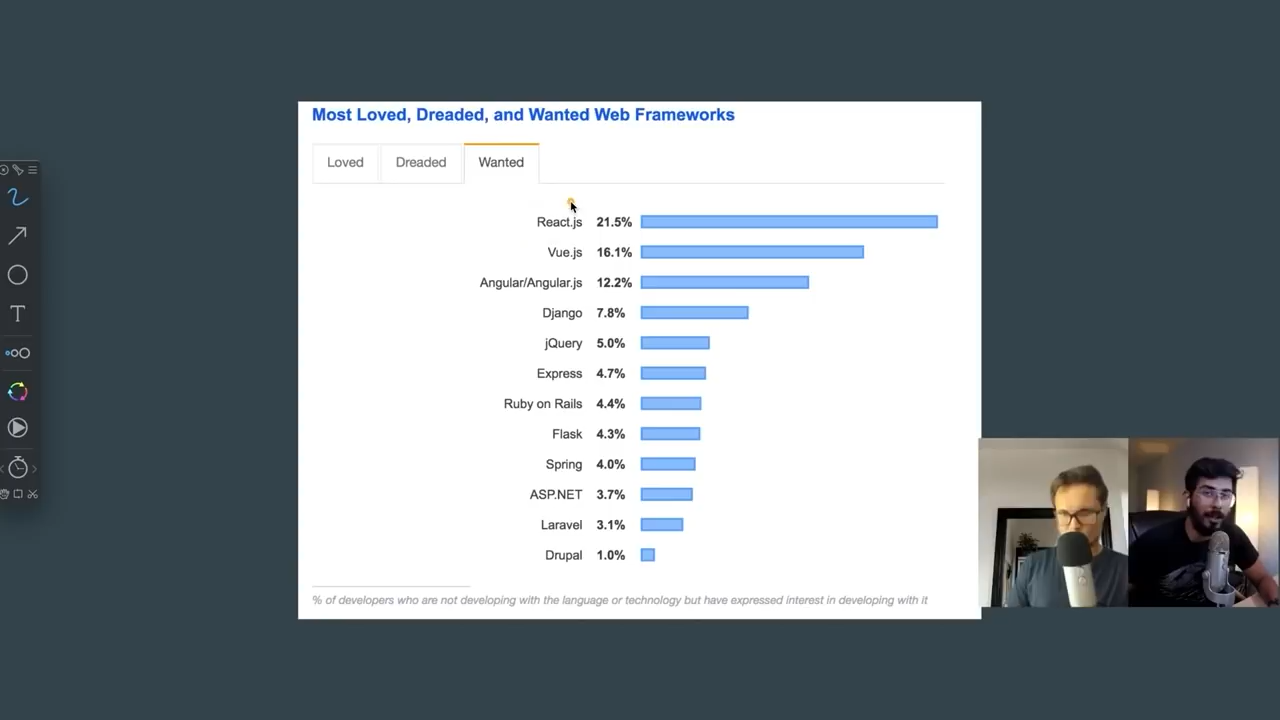 Most Loved, Dreaded, and Wanted Web Frameworks
Loved Dreaded Wanted
React.js 21.5%
Vue.js 16.1%
Angular/Angular.js 12.2%
Django 7.8%
jQuery 5.0%
Express 4.7%
Ruby on Rails 4.4%
Flask 4.3%
Spring 4.0%
ASP.NET 3.7%
Laravel 3.1%
Drupal 1.0%
% of developers who are not developing with the language or technology but have expressed interest in developing with it
T